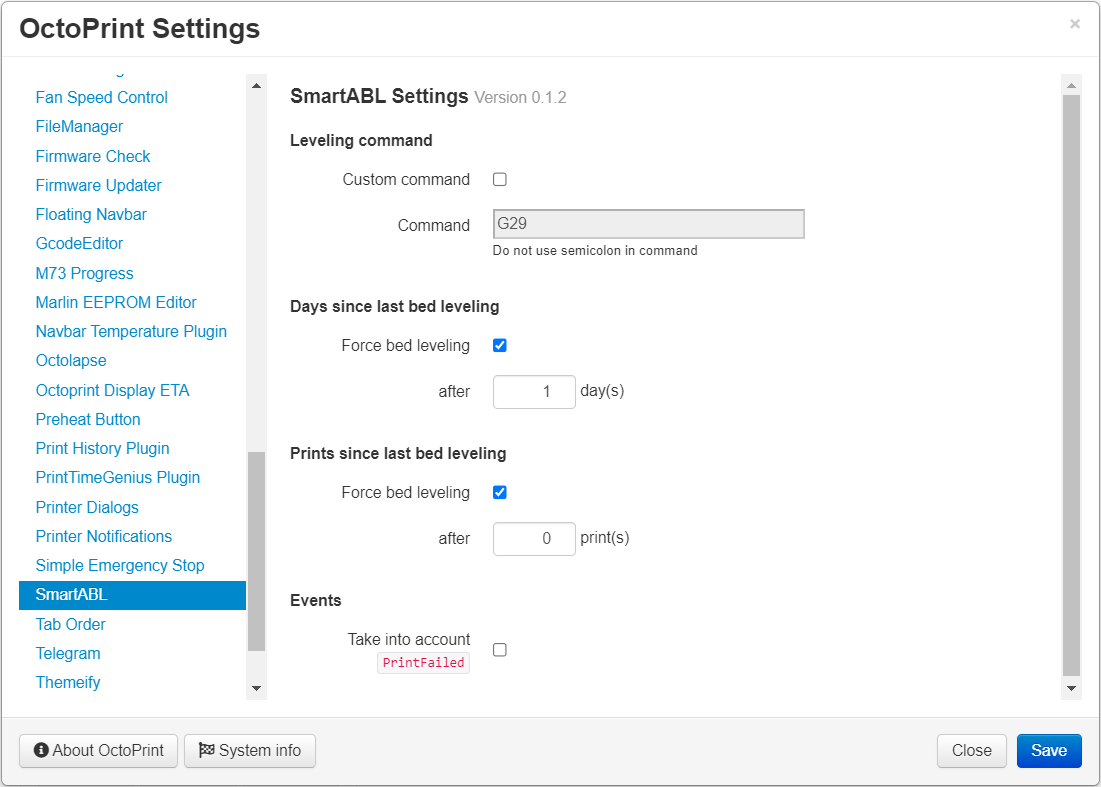 OctoPrint Settings
×
Fan Speed Control
FileManager
Firmware Check
Firmware Updater
Floating Navbar
GcodeEditor
M73 Progress
Marlin EEPROM Editor
Navbar Temperature Plugin
Octolapse
Octoprint Display ETA
Preheat Button
Print History Plugin
PrintTimeGenius Plugin
Printer Dialogs
Printer Notifications
Simple Emergency Stop
SmartABL
Tab Order
Telegram
Themeify
SmartABL Settings Version 0.1.2
Leveling command
Custom command
Command G29
Do not use semicolon in command
Days since last bed leveling
Force bed leveling
after 1 day(s)
Prints since last bed leveling
Force bed leveling
after 0 print(s)
Events
Take into account
PrintFailed
About OctoPrint System info Close Save